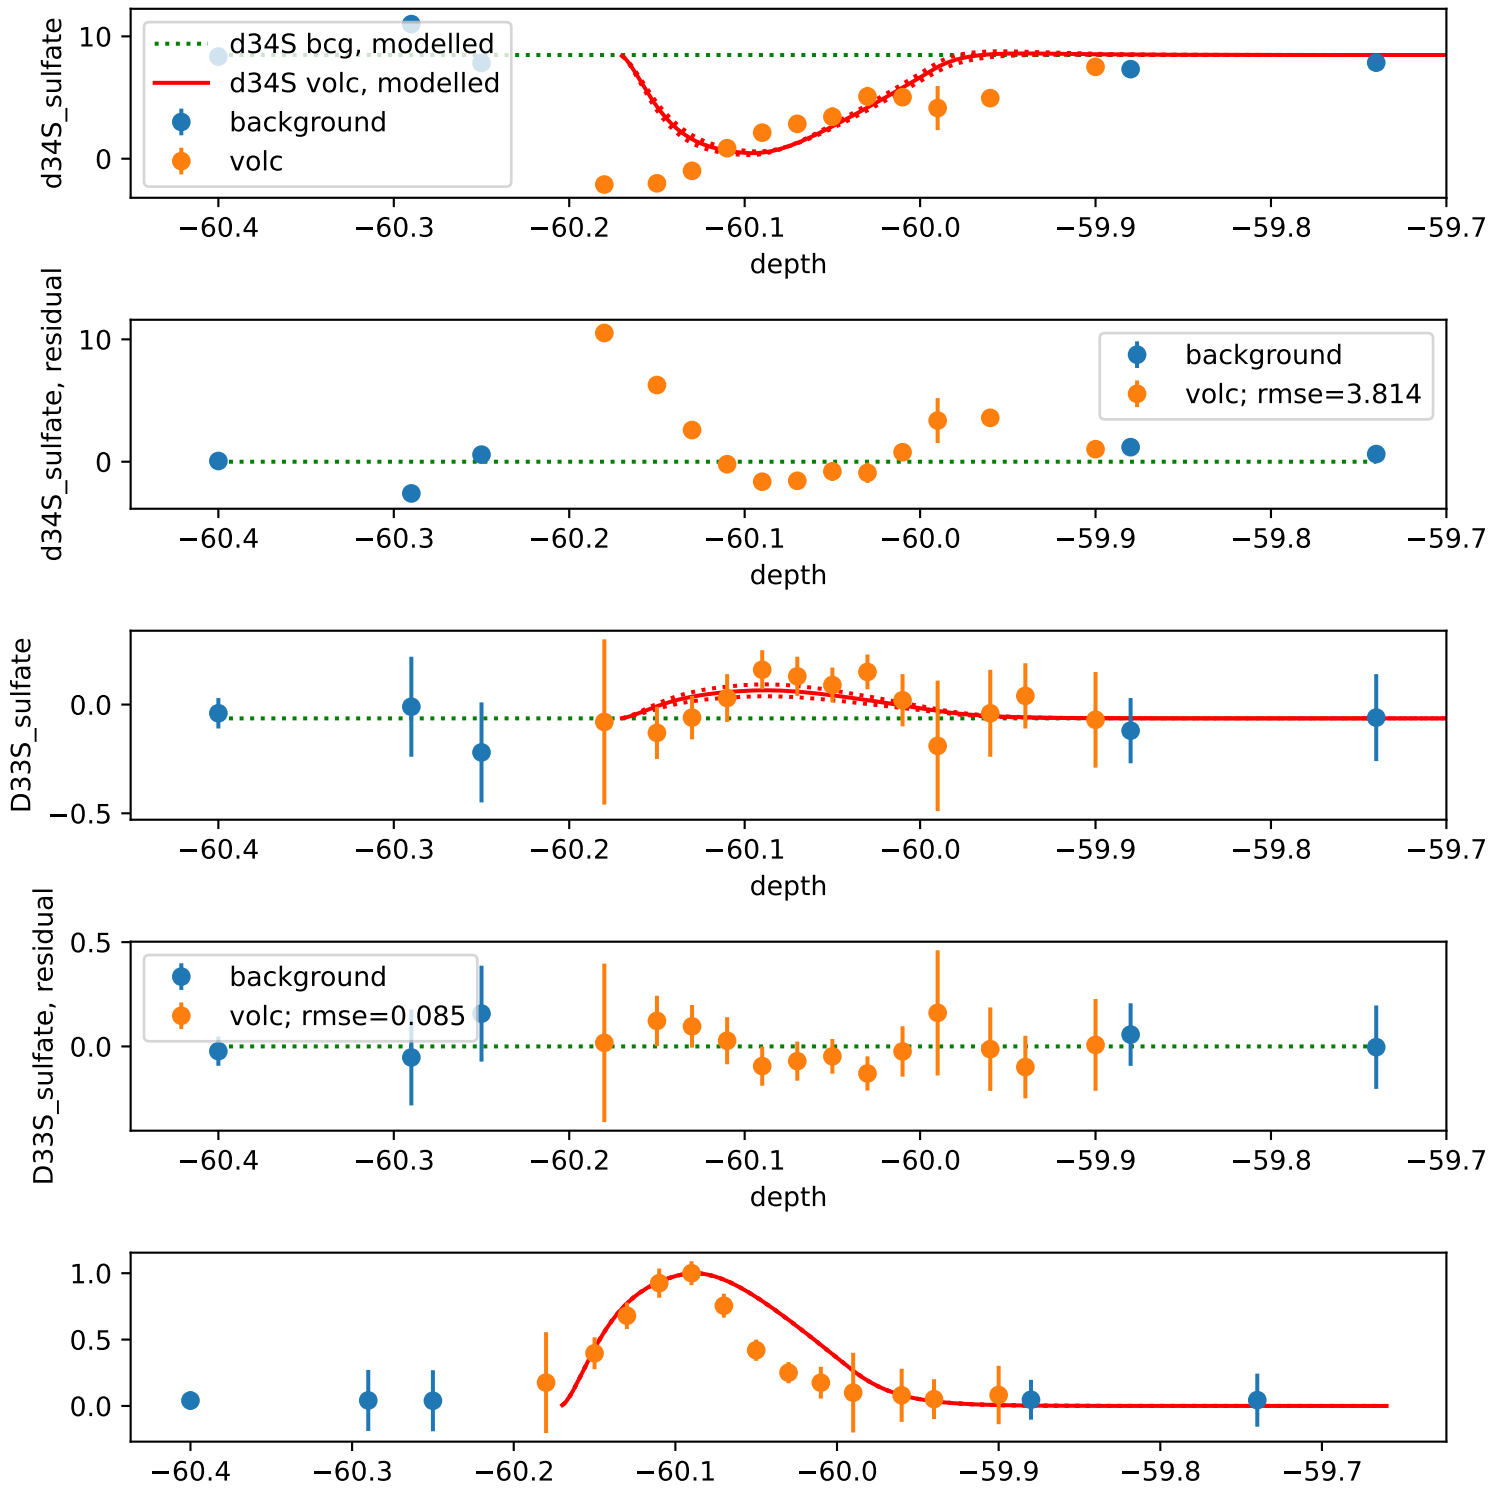 d34S_sulfate
10
0
d34S bcg, modelled
d34S volc, modelled
background
volc
−60.4 −60.3 −60.2 −60.1 −60.0 −59.9 −59.8 −59.7
depth
d34S_sulfate, residual
10
0
background
volc; rmse=3.814
−60.4 −60.3 −60.2 −60.1 −60.0 −59.9 −59.8 −59.7
depth
D33S_sulfate
0.0
−0.5
−60.4 −60.3 −60.2 −60.1 −60.0 −59.9 −59.8 −59.7
depth
D33S_sulfate, residual
0.5
0.0
background
volc; rmse=0.085
−60.4 −60.3 −60.2 −60.1 −60.0 −59.9 −59.8 −59.7
depth
1.0
0.5
0.0
−60.4 −60.3 −60.2 −60.1 −60.0 −59.9 −59.8 −59.7